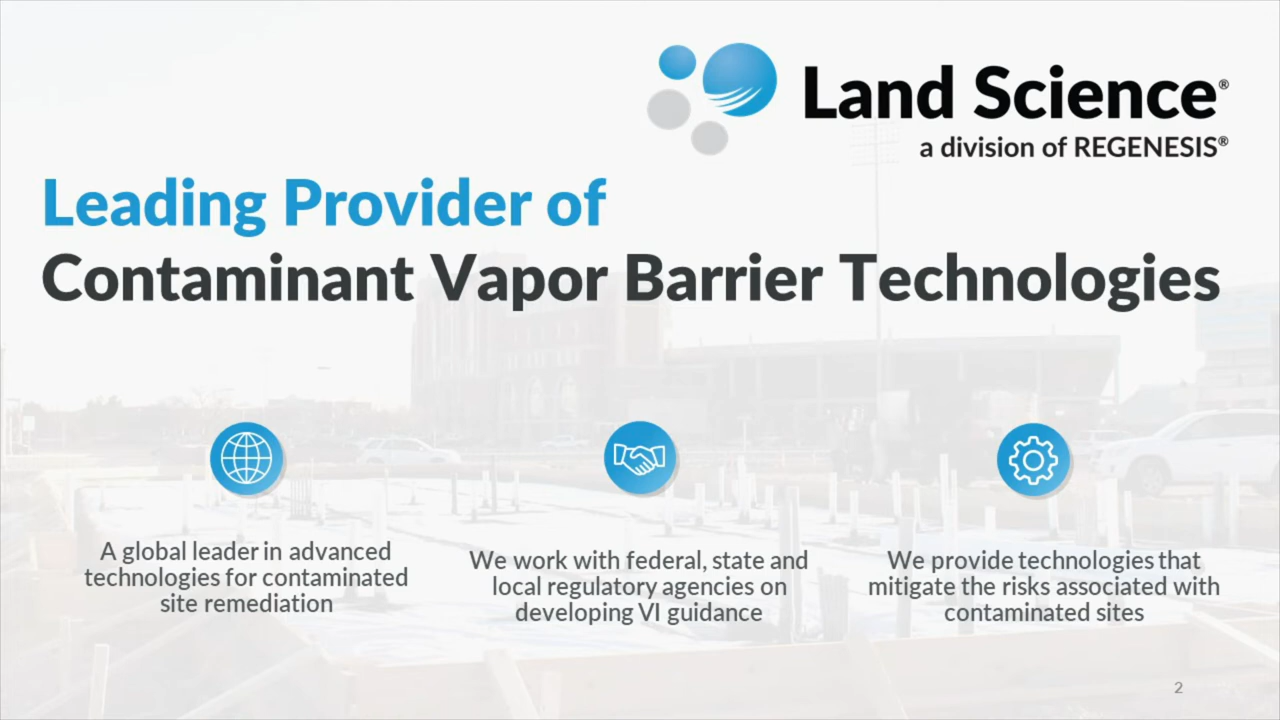 Land Science®
a division of REGENESIS®
Leading Provider of
Contaminant Vapor Barrier Technologies
A global leader in advanced
technologies for contaminated
site remediation
We work with federal, state and
local regulatory agencies on
developing VI guidance
We provide technologies that
mitigate the risks associated with
contaminated sites
2